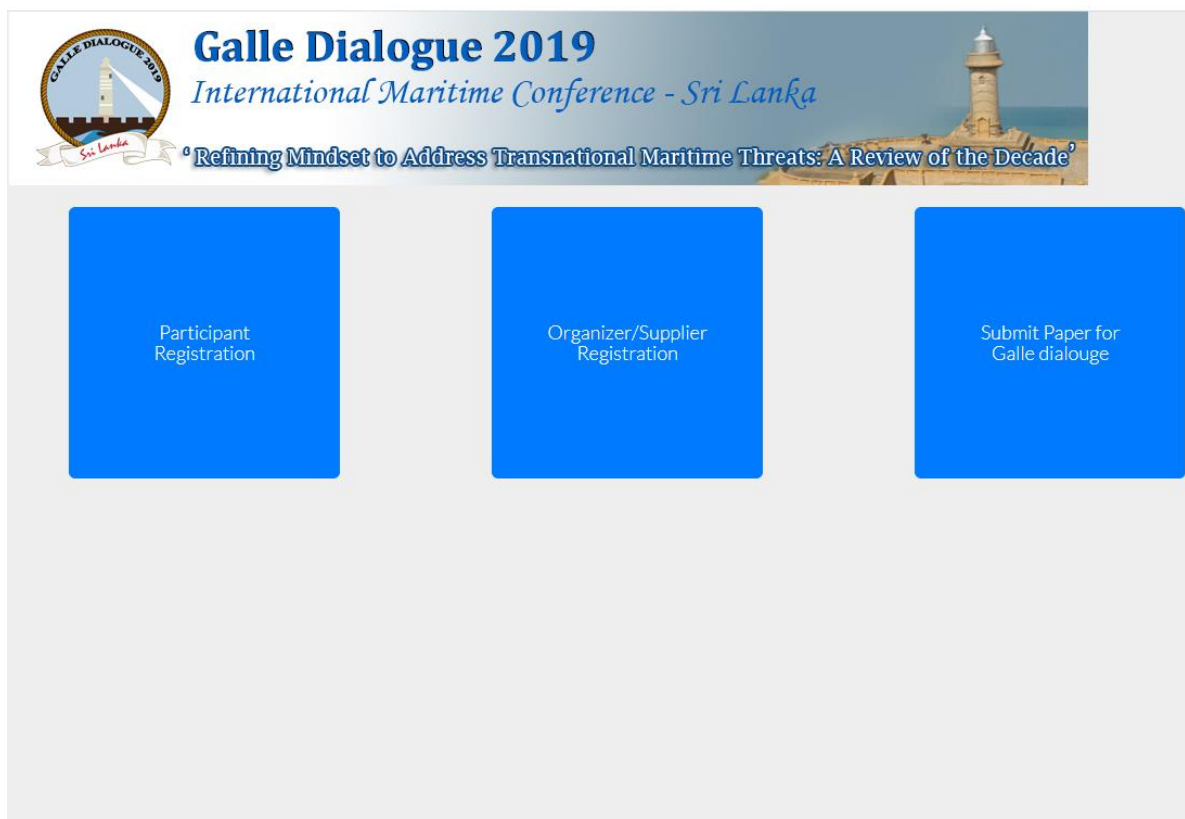 GALLE DIALOGUE 2019
Sri Lanka
Galle Dialogue 2019
International Maritime Conference - Sri Lanka
‘ Refining Mindset to Address Transnational Maritime Threats: A Review of the Decade’
Participant
Registration
Organizer/Supplier
Registration
Submit Paper for
Galle dialouge